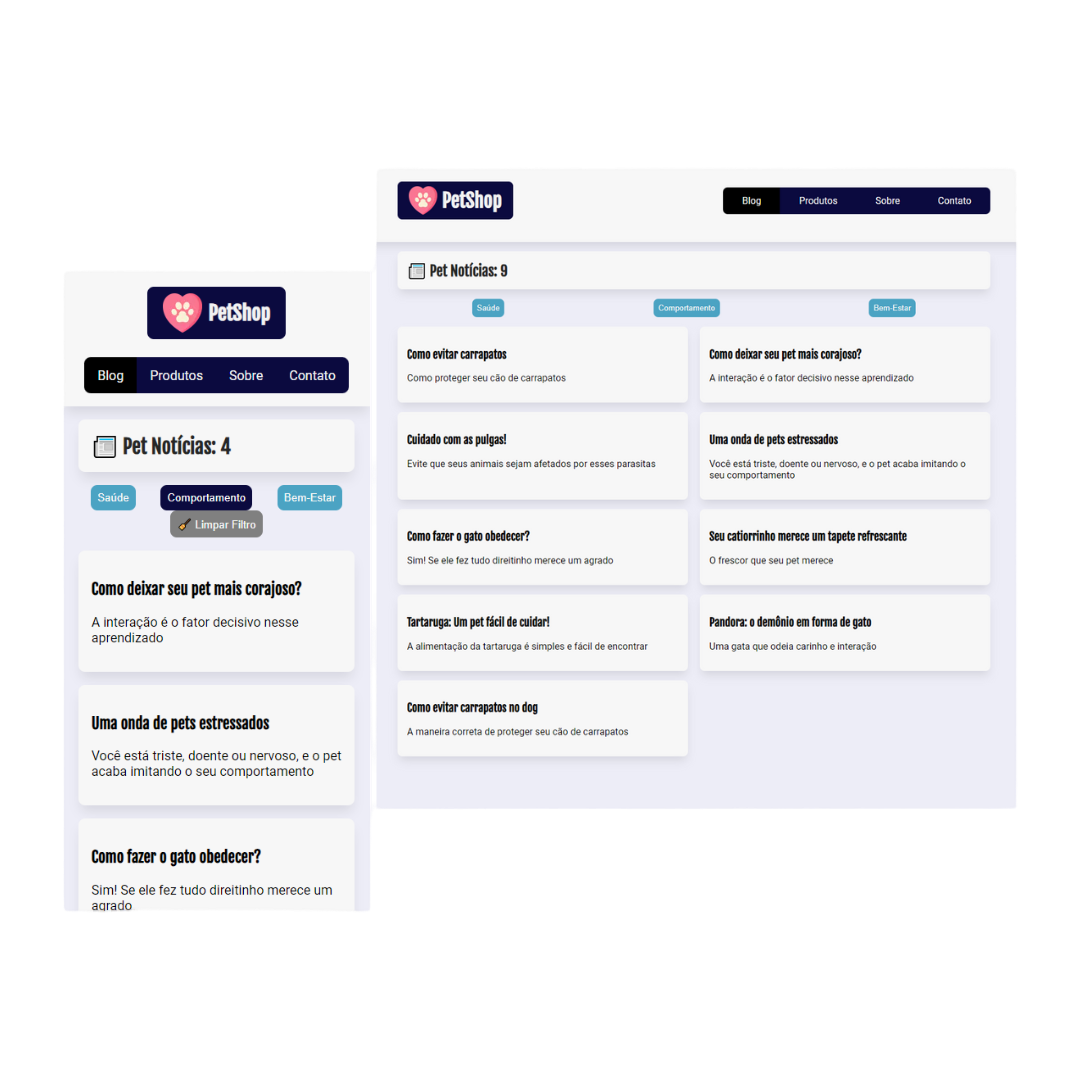 PetShop
Blog Produtos Sobre Contato
Pet Notícias: 4
Saúde Comportamento Bem-Estar
Limpar Filtro
Como deixar seu pet mais corajoso?
A interação é o fator decisivo nesse
aprendizado
Uma onda de pets estressados
Você está triste, doente ou nervoso, e o pet
acaba imitando o seu comportamento
Como fazer o gato obedecer?
Sim! Se ele fez tudo direitinho merece um
agrado
PetShop
Blog Produtos Sobre Contato
Pet Notícias: 9
Saúde Comportamento Bem-Estar
Como evitar carrapatos
Como proteger seu cão de carrapatos
Como deixar seu pet mais corajoso?
A interação é o fator decisivo nesse aprendizado
Cuidado com as pulgas!
Evite que seus animais sejam afetados por esses parasitas
Uma onda de pets estressados
Você está triste, doente ou nervoso, e o pet acaba imitando o
seu comportamento
Como fazer o gato obedecer?
Sim! Se ele fez tudo direitinho merece um agrado
Seu catiorrinho merece um tapete refrescante
O frescor que seu pet merece
Tartaruga: Um pet fácil de cuidar!
A alimentação da tartaruga é simples e fácil de encontrar
Pandora: o demônio em forma de gato
Uma gata que odeia carinho e interação
Como evitar carrapatos no dog
A maneira correta de proteger seu cão de carrapatos